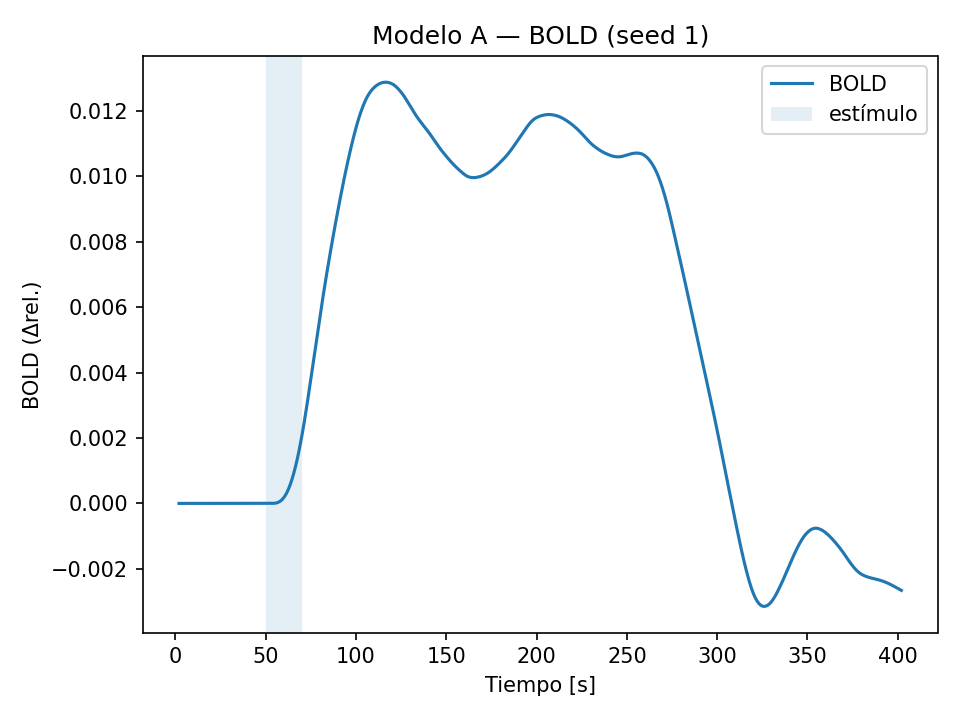 Modelo A — BOLD (seed 1)
BOLD
estímulo
BOLD (Δrel.)
0.012
0.010
0.008
0.006
0.004
0.002
0.000
−0.002
0 50 100 150 200 250 300 350 400
Tiempo [s]